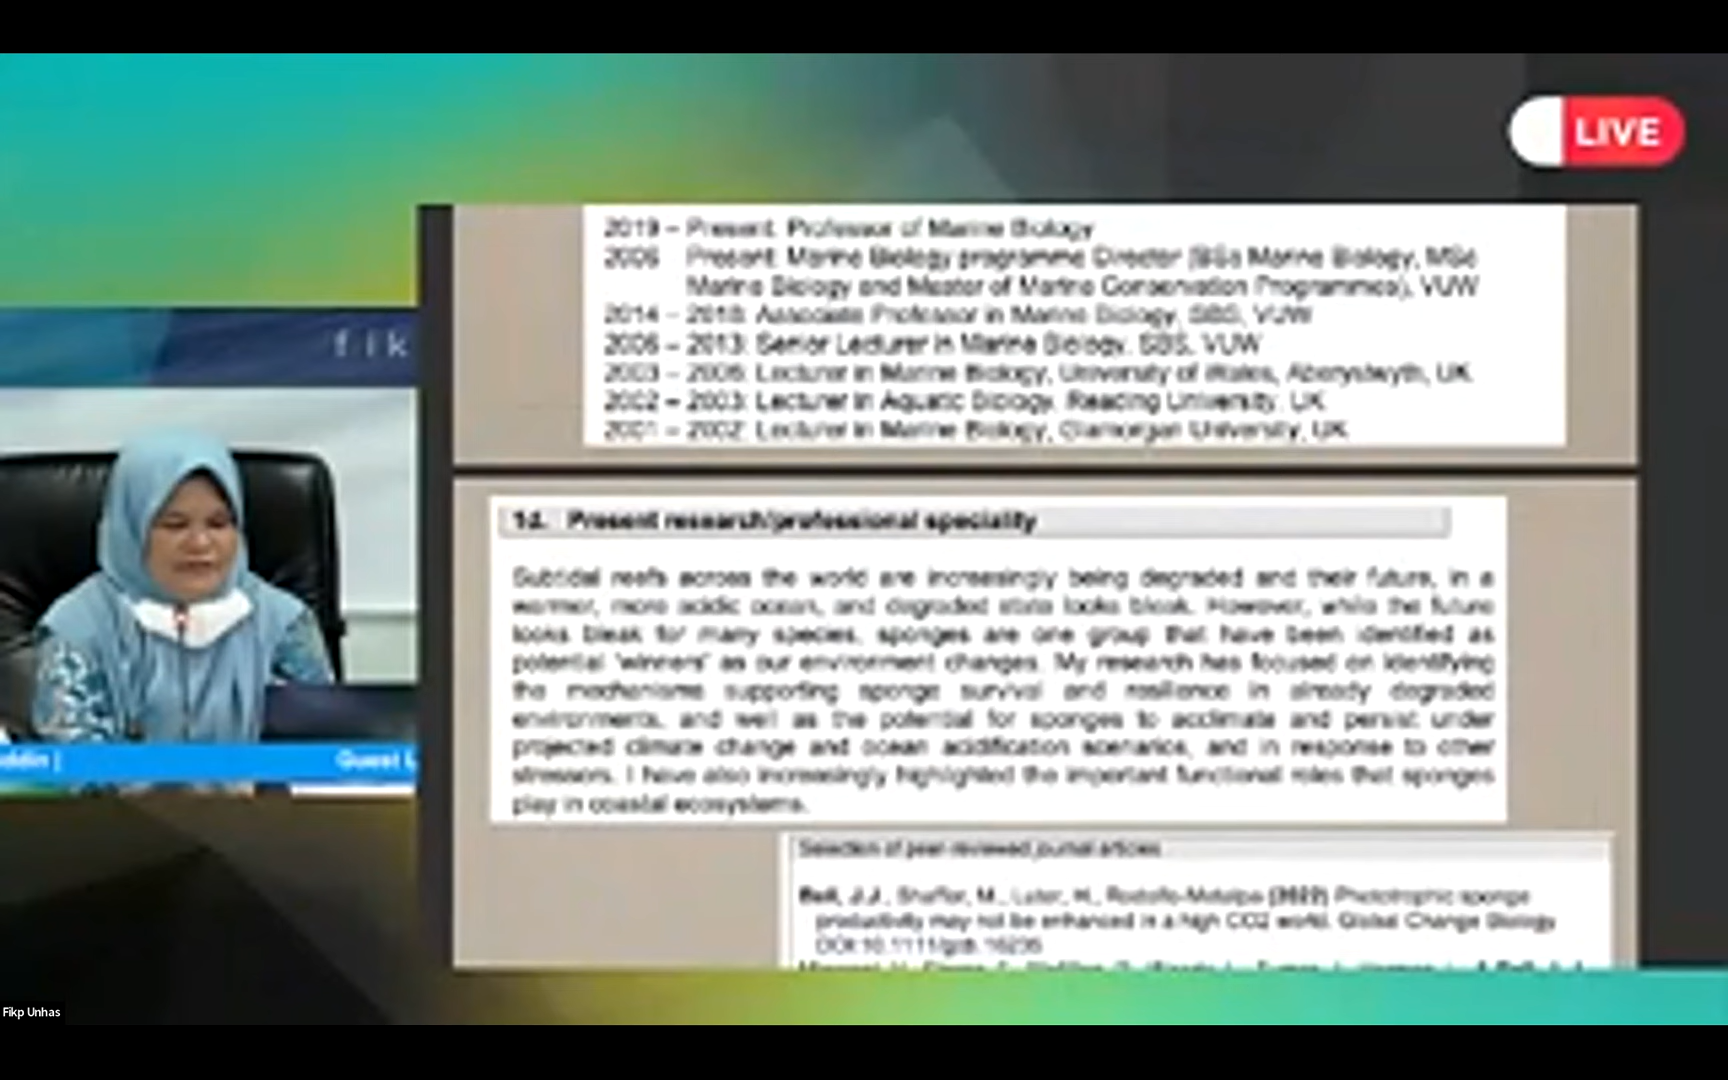 LIVE
2019 – Present: Professor of Marine Biology
2006 Present: Marine Biology programme Director (BSc Marine Biology, MSc
Marine Biology and Master of Marine Conservation Programmes), VUW
2014 – 2018: Associate Professor in Marine Biology, SBS, VUW
2006 – 2013: Senior Lecturer in Marine Biology, SBS, VUW
2003 – 2006: Lecturer in Marine Biology, University of Wales, Aberystwyth, UK
2002 – 2003: Lecturer in Aquatic Biology, Reading University, UK
2001 – 2002: Lecturer in Marine Biology, Glamorgan University, UK
fik
1d. Present research/professional speciality
Subtidal reefs across the world are increasingly being degraded and their future, in a
warmer, more acidic ocean, and degraded state looks bleak. However, while the future
looks bleak for many species, sponges are one group that have been identified as
potential 'winners' as our environment changes. My research has focused on identifying
the mechanisms supporting sponge survival and resilience in already degraded
environments, and well as the potential for sponges to acclimate and persist under
projected climate change and ocean acidification scenarios, and in response to other
stressors. I have also increasingly highlighted the important functional roles that sponges
play in coastal ecosystems.
ddin | Guest L
Selection of peer reviewed journal articles
Bell, J.J., Shaffer, M., Luter, H., Rodolfo-Metalpa (2022) Phototrophic sponge
productivity may not be enhanced in a high CO2 world. Global Change Biology
DOI:10.1111/gcb.16235
Fikp Unhas